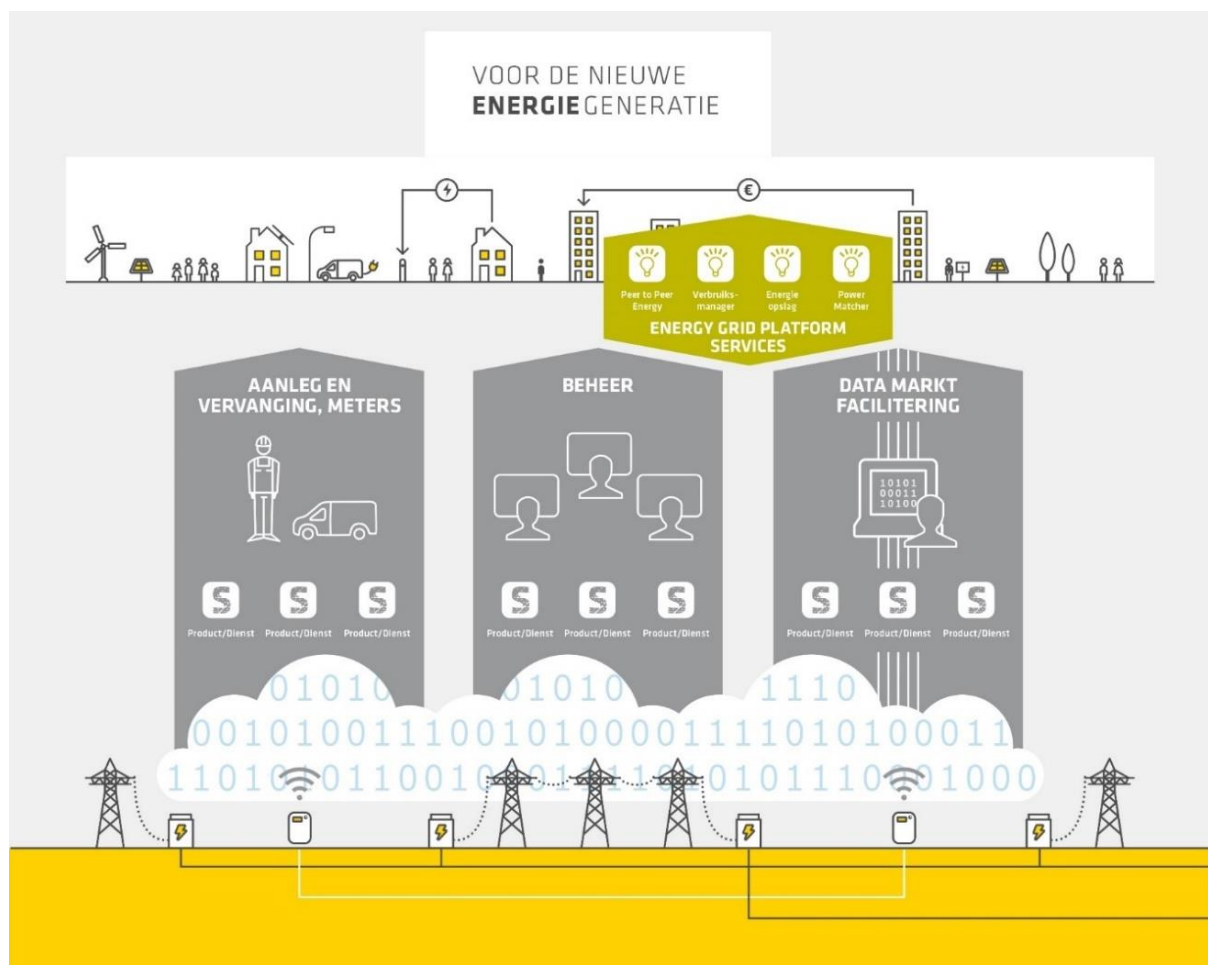 VOOR DE NIEUWE
ENERGIEGENERATIE
€
Peer to Peer
Energy
Verbruiks-
manager
Energie
opslag
Power
Matcher
ENERGY GRID PLATFORM
SERVICES
AANLEG EN
VERVANGING, METERS
BEHEER
DATA MARKT
FACILITERING
10101
00011
10100
S S S
S S S
S S S
Product/Dienst Product/Dienst Product/Dienst
Product/Dienst Product/Dienst Product/Dienst
Product/Dienst Product/Dienst Product/Dienst
01010 01010 1110
0010100111001010000111101010100011